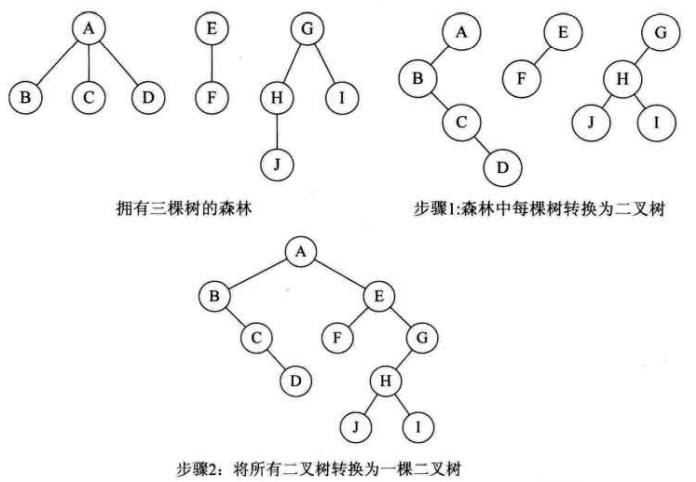 A E G
B C D F H I
J
拥有三棵树的森林
A E G
B F H
C J I
D
步骤1:森林中每棵树转换为二叉树
A
B E
C F G
D H
J I
步骤2：将所有二叉树转换为一棵二叉树